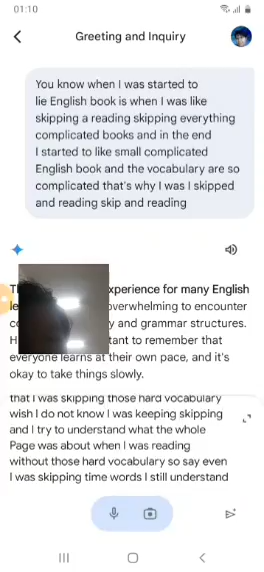 01:10
Greeting and Inquiry
You know when I was started to
lie English book is when I was like
skipping a reading skipping everything
complicated books and in the end
I started to like small complicated
English book and the vocabulary are so
complicated that's why I was I skipped
and reading skip and reading
xperience for many English
overwhelming to encounter
y and grammar structures.
tant to remember that
everyone learns at their own pace, and it's
okay to take things slowly.
that I was skipping those hard vocabulary
wish I do not know I was keeping skipping
and I try to understand what the whole
Page was about when I was reading
without those hard vocabulary so say even
I was skipping time words I still understand